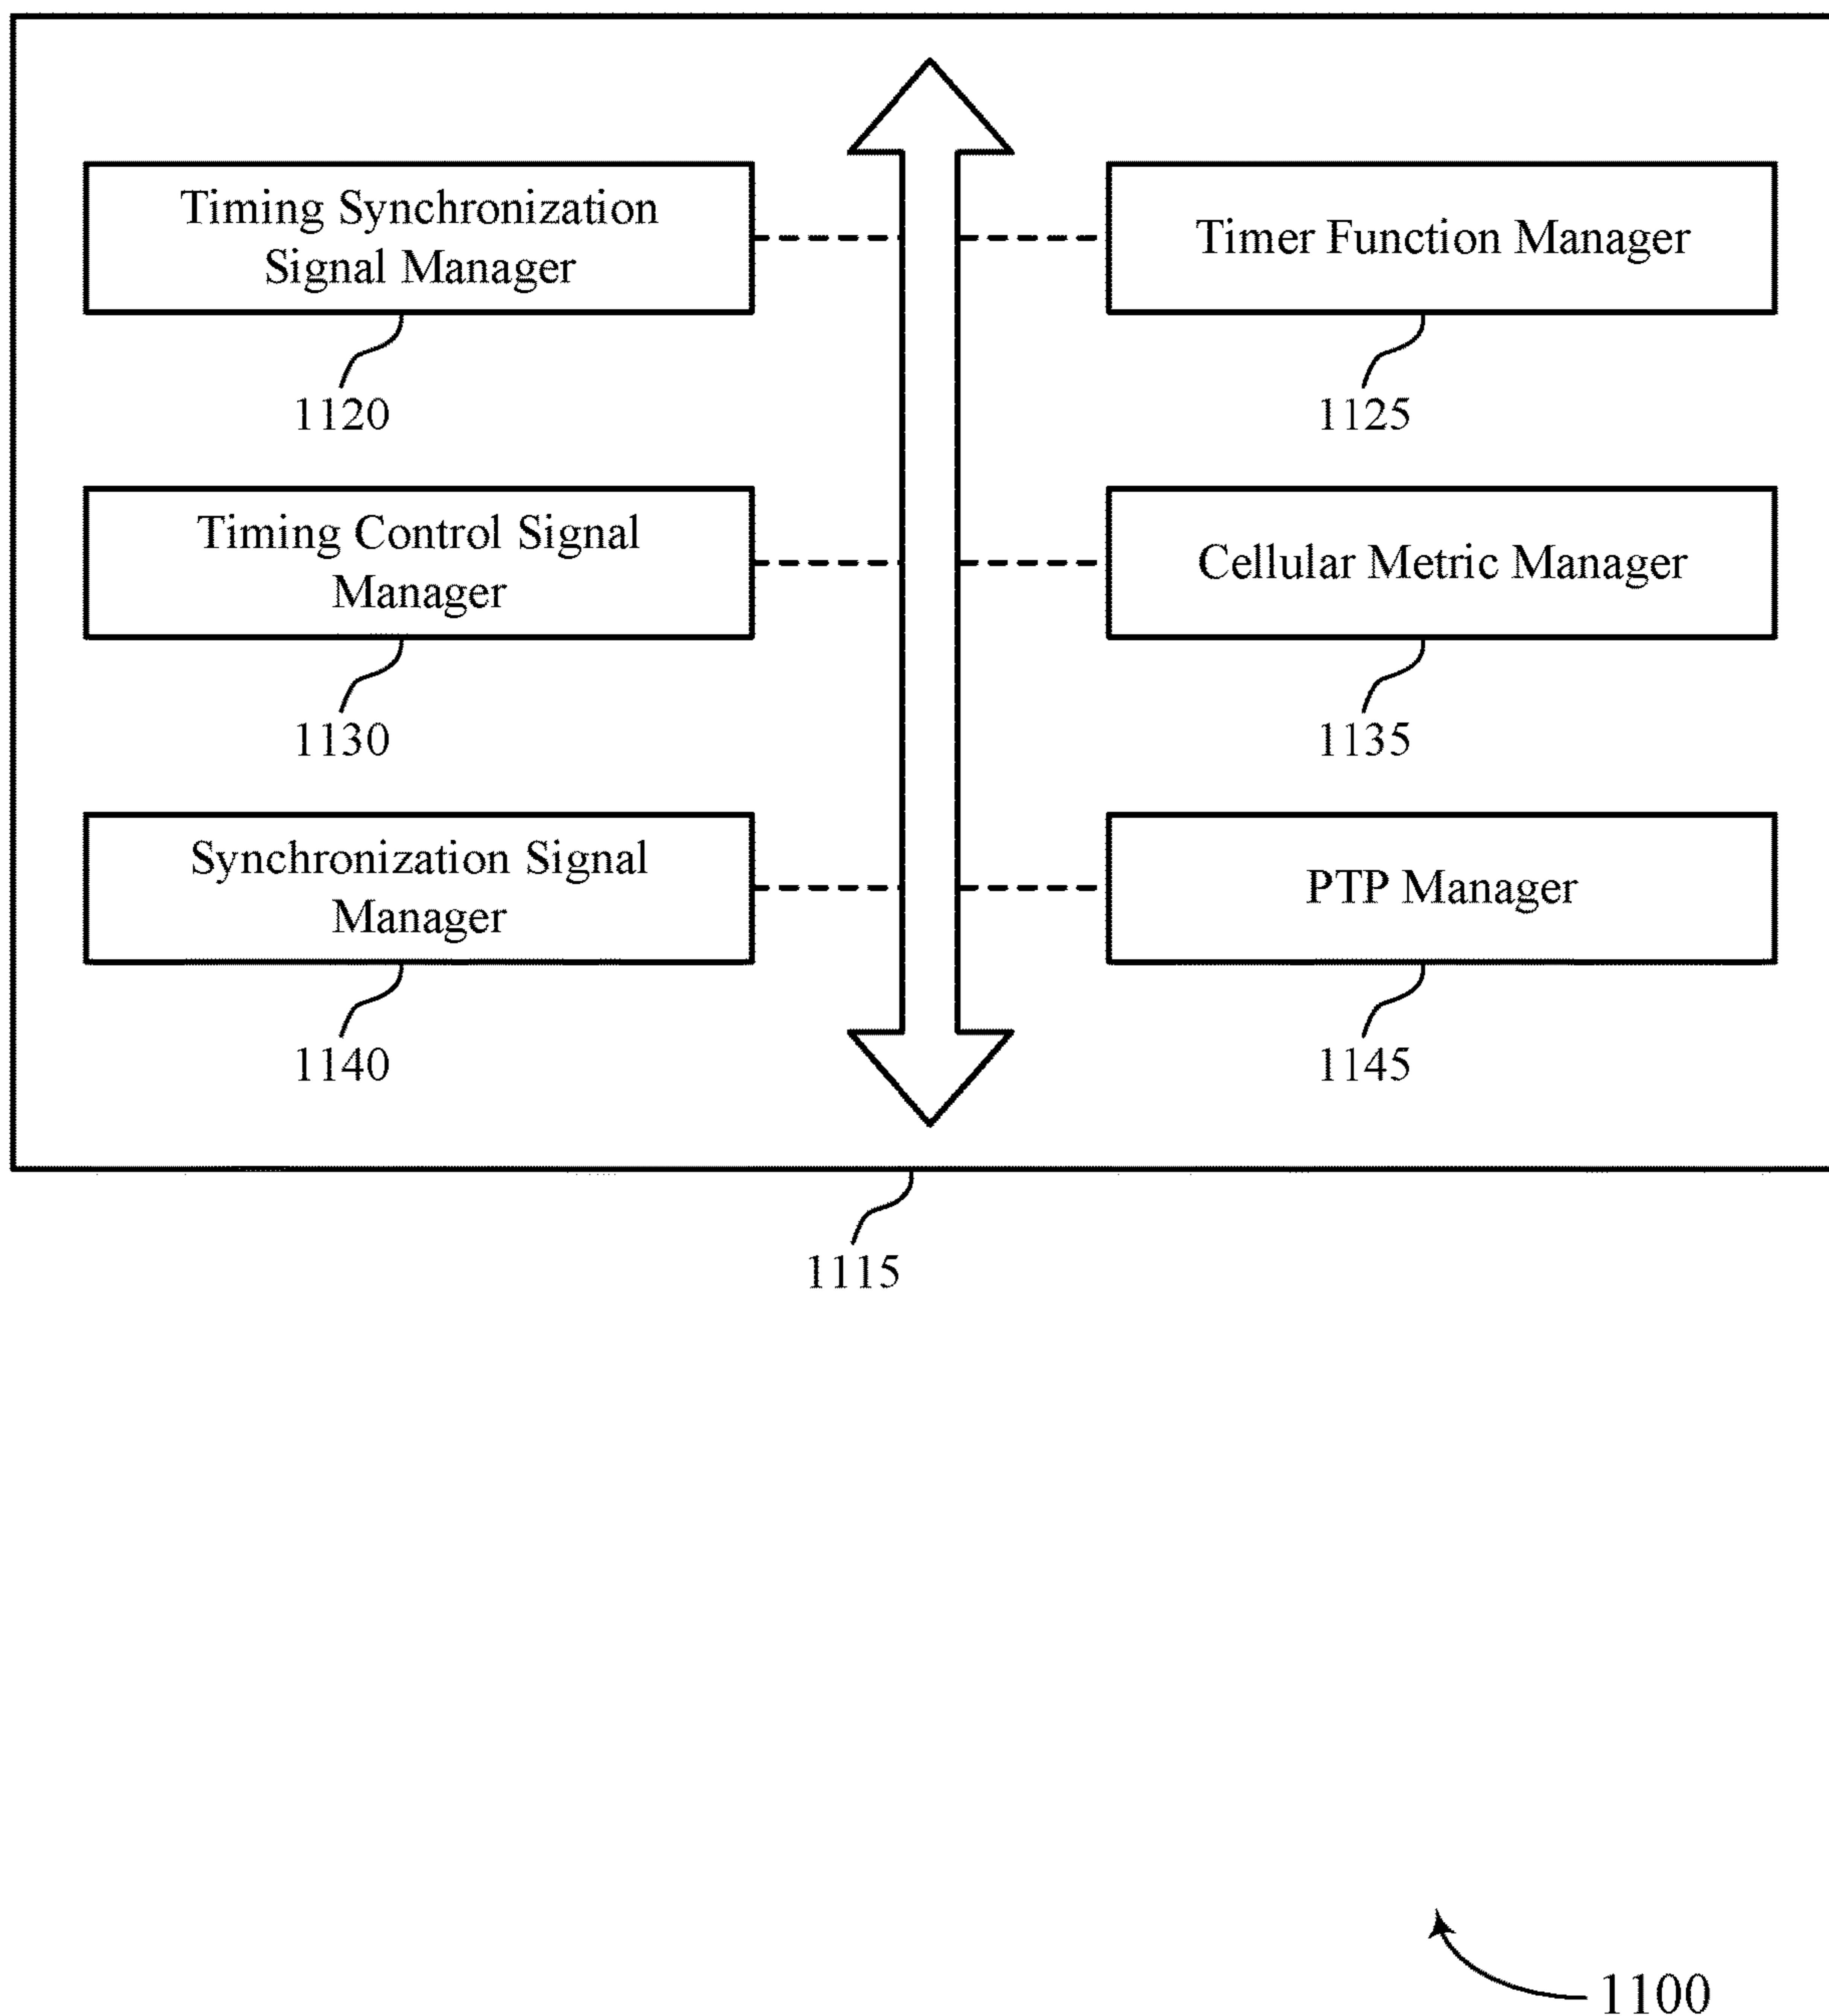 Timing Synchronization
Signal Manager
Timer Function Manager
1120
1125
Timing Control Signal
Manager
Cellular Metric Manager
1130
1135
Synchronization Signal
Manager
PTP Manager
1140
1145
1115
1100